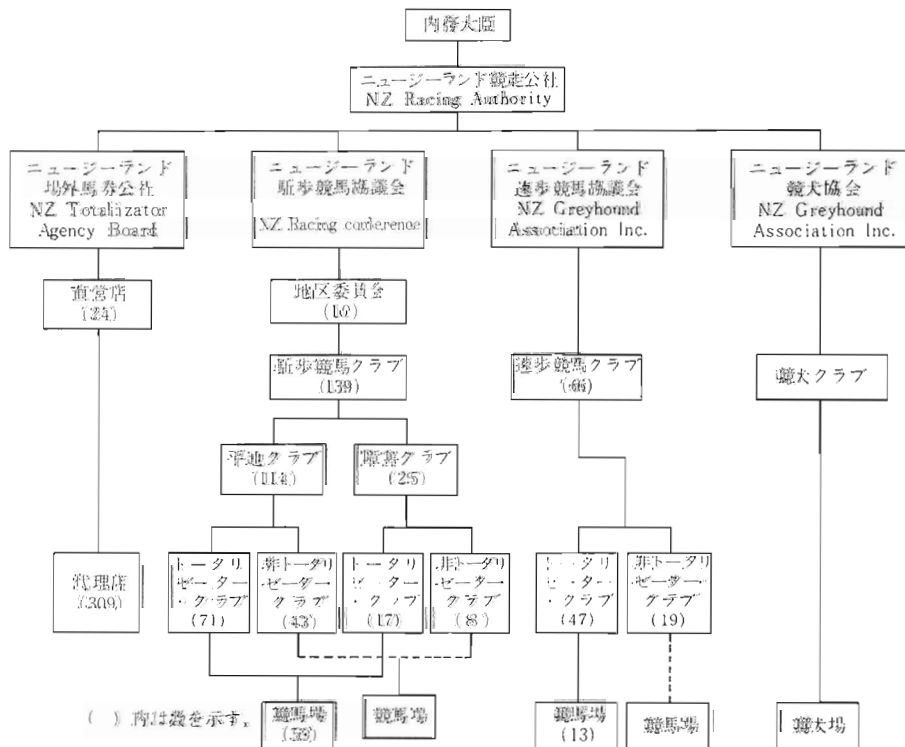 内務大臣
ニュージーランド競走公社
NZ Racing Authority
ニュージーランド
場外馬券公社
NZ Totalizator
Agency Board
ニュージーランド
駈歩競馬協議会
NZ Racing conference
ニュージーランド
速歩競馬協議会
NZ Greyhound
Association Inc.
ニュージーランド
競犬協会
NZ Greyhound
Association Inc.
直営店
(24)
地区委員会
駈歩競馬クラブ
(139)
速歩競馬クラブ
(66)
競犬クラブ
平地クラブ
(114)
障害クラブ
(25)
代理店
(309)
トータリ
ゼーター
・クラブ
(71)
非トータリ
ゼーター・
クラブ
(43)
トータリ
ゼーター
・クラブ
(17)
非トータリ
・ゼーター・
クラブ
(8)
トータリ
ゼーター
・クラブ
(47)
非トータリ
ゼーター・
クラブ
(19)
( ) 内は数を示す。
競馬場
競馬場
競馬場
(13)
競馬場
競犬場